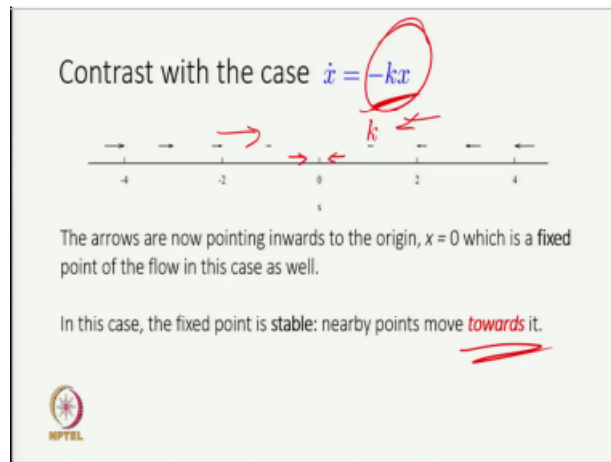 Contrast with the case ẋ = -kx
k
-4 -2 0 2 4
x
The arrows are now pointing inwards to the origin, x = 0 which is a fixed
point of the flow in this case as well.
In this case, the fixed point is stable: nearby points move towards it.
NPTEL